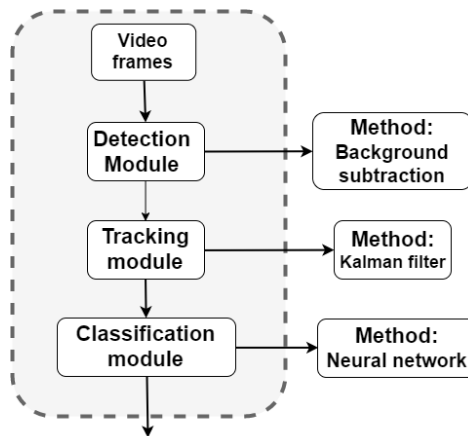 Video
frames
Detection
Module
Method:
Background
subtraction
Tracking
module
Method:
Kalman filter
Classification
module
Method:
Neural network